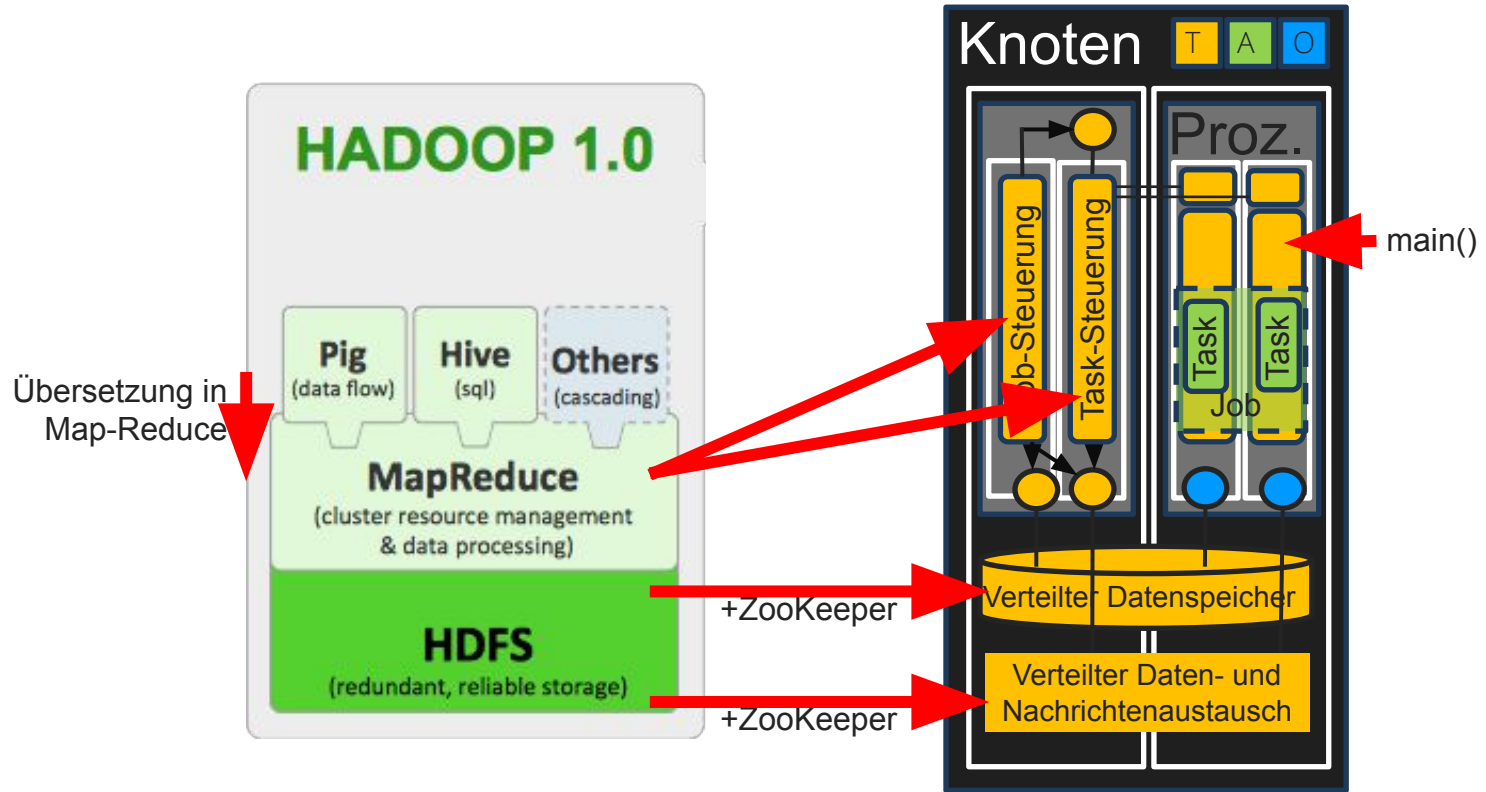 HADOOP 1.0
Pig
(data flow)
Hive
(sql)
Others
(cascading)
Übersetzung in
Map-Reduce
MapReduce
(cluster resource management
& data processing)
HDFS
(redundant, reliable storage)
+ZooKeeper
+ZooKeeper
Knoten
T
A
O
Proz.
Job-Steuerung
Task-Steuerung
Task
Task
Job
main()
Verteilter Datenspeicher
Verteilter Daten- und
Nachrichtenaustausch